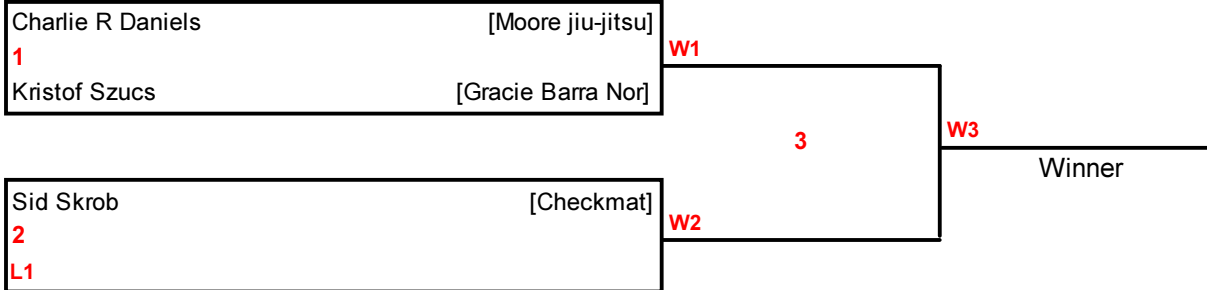 Charlie R Daniels [Moore jiu-jitsu]
1
W1
Kristof Szucs [Gracie Barra Nor]
3
W3
Winner
Sid Skrob [Checkmat]
2
W2
L1